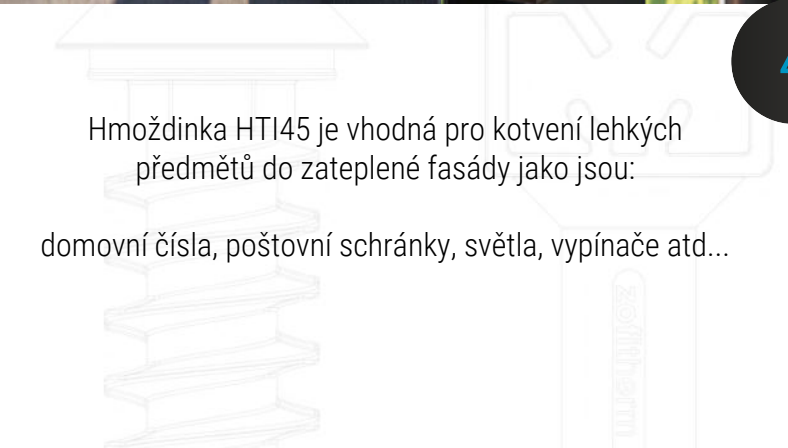 Hmoždinka HTI45 je vhodná pro kotvení lehkých
předmětů do zateplené fasády jako jsou:
domovní čísla, poštovní schránky, světla, vypínače atd...